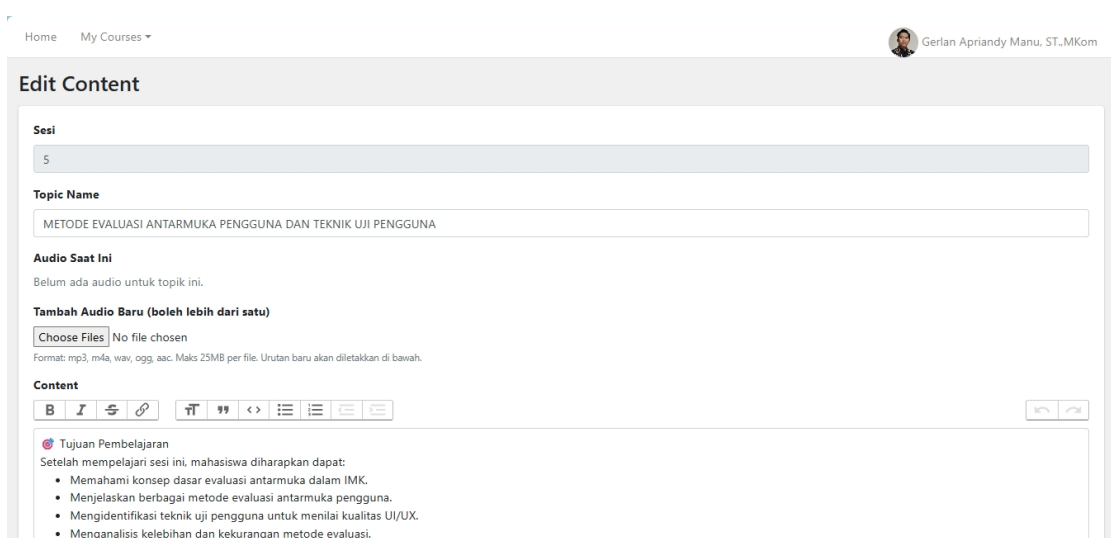 Home My Courses
Gerlan Apriandy Manu, ST.,MKom
Edit Content
Sesi
5
Topic Name
METODE EVALUASI ANTARMUKA PENGGUNA DAN TEKNIK UJI PENGGUNA
Audio Saat Ini
Belum ada audio untuk topik ini.
Tambah Audio Baru (boleh lebih dari satu)
Choose Files No file chosen
Format: mp3, m4a, wav, ogg, aac. Maks 25MB per file. Urutan baru akan diletakkan di bawah.
Content
🎯 Tujuan Pembelajaran
Setelah mempelajari sesi ini, mahasiswa diharapkan dapat:
• Memahami konsep dasar evaluasi antarmuka dalam IMK.
• Menjelaskan berbagai metode evaluasi antarmuka pengguna.
• Mengidentifikasi teknik uji pengguna untuk menilai kualitas UI/UX.
• Menganalisis kelebihan dan kekurangan metode evaluasi.